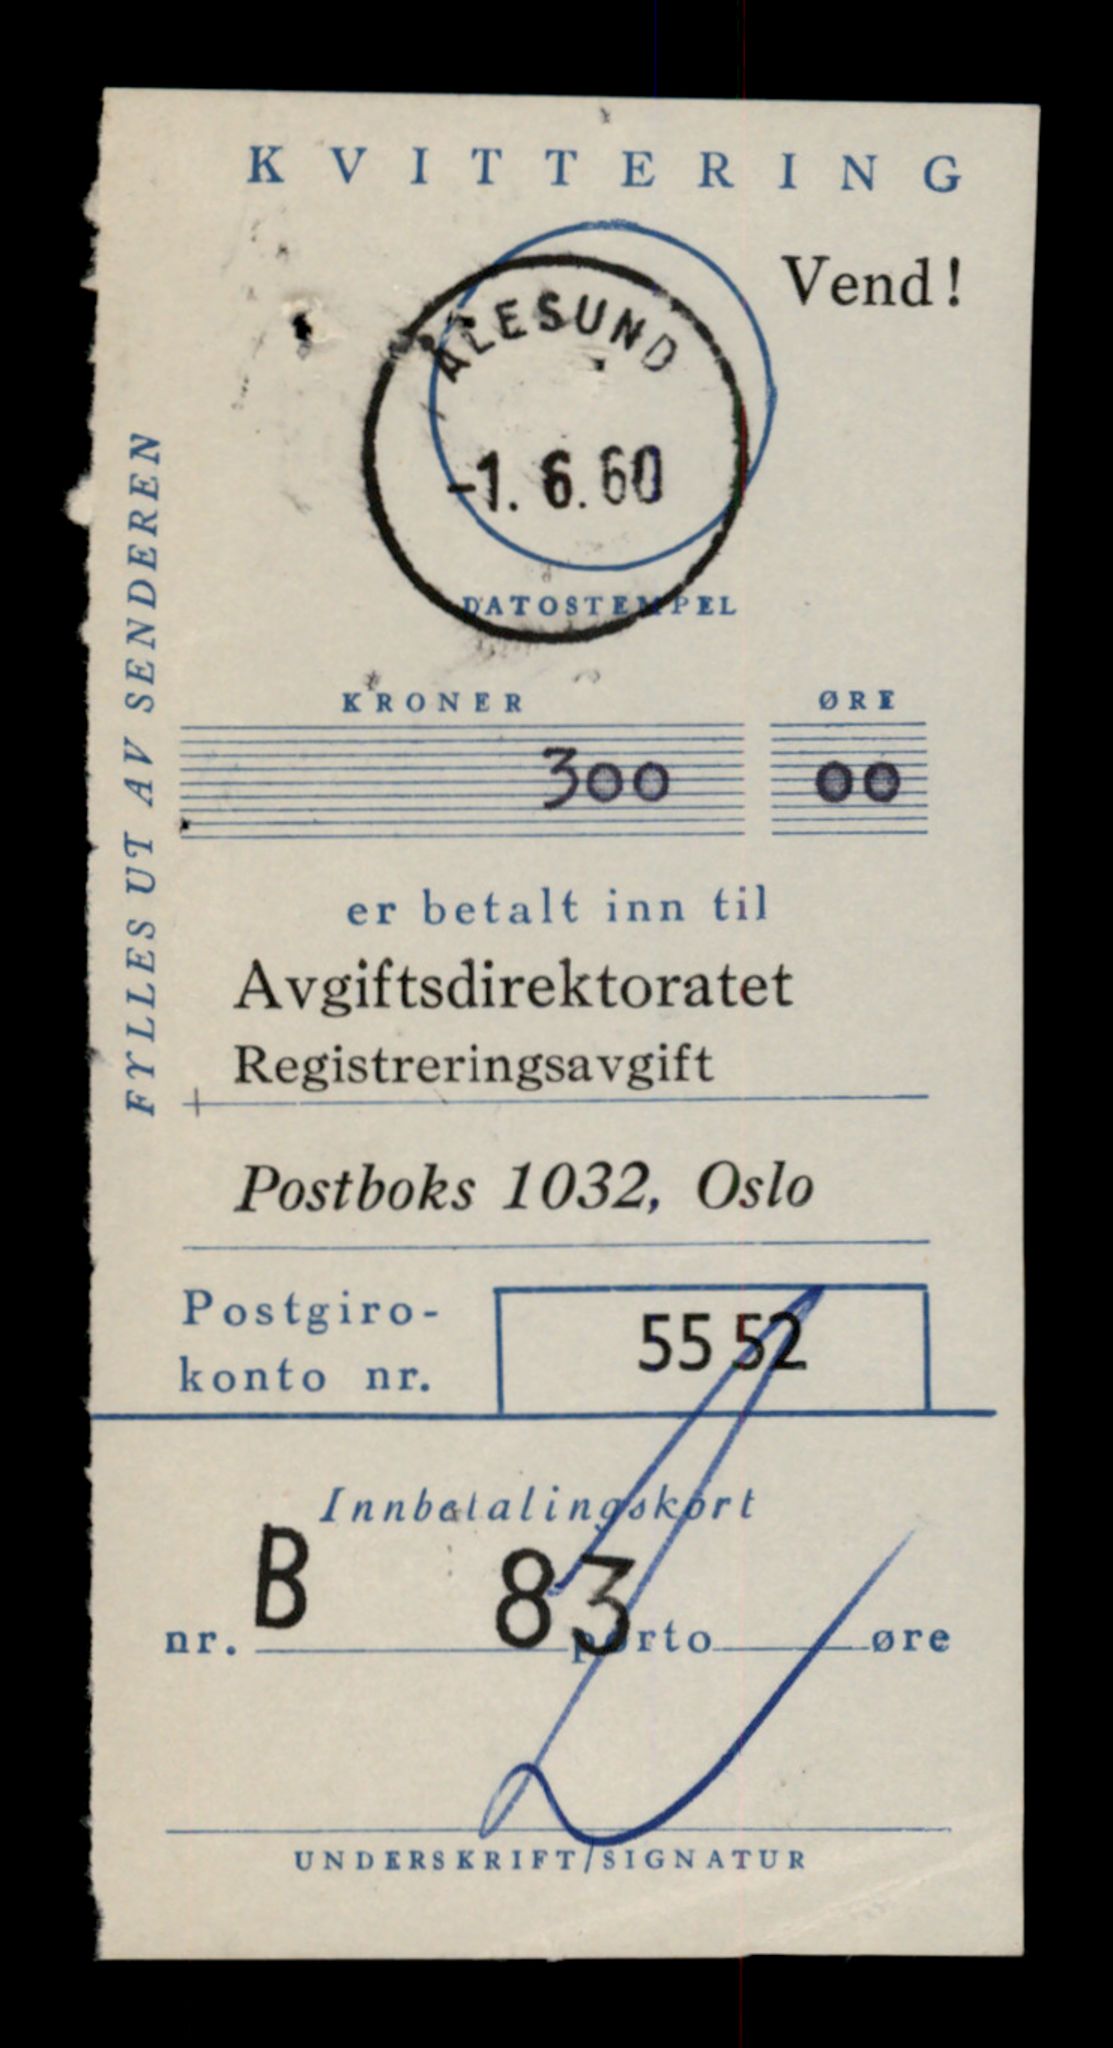 KVITTERING
Vend!
ÅLESUND
-1. 6. 60
DATOSTEMPEL
FYLLES UT AV SENDEREN
KRONER ØRE
300 00
er betalt inn til
Avgiftsdirektoratet
Registreringsavgift
Postboks 1032, Oslo
Postgiro-
konto nr.
5552
Innbetalingskort
nr. B 83 porto øre
UNDERSKRIFT/SIGNATUR